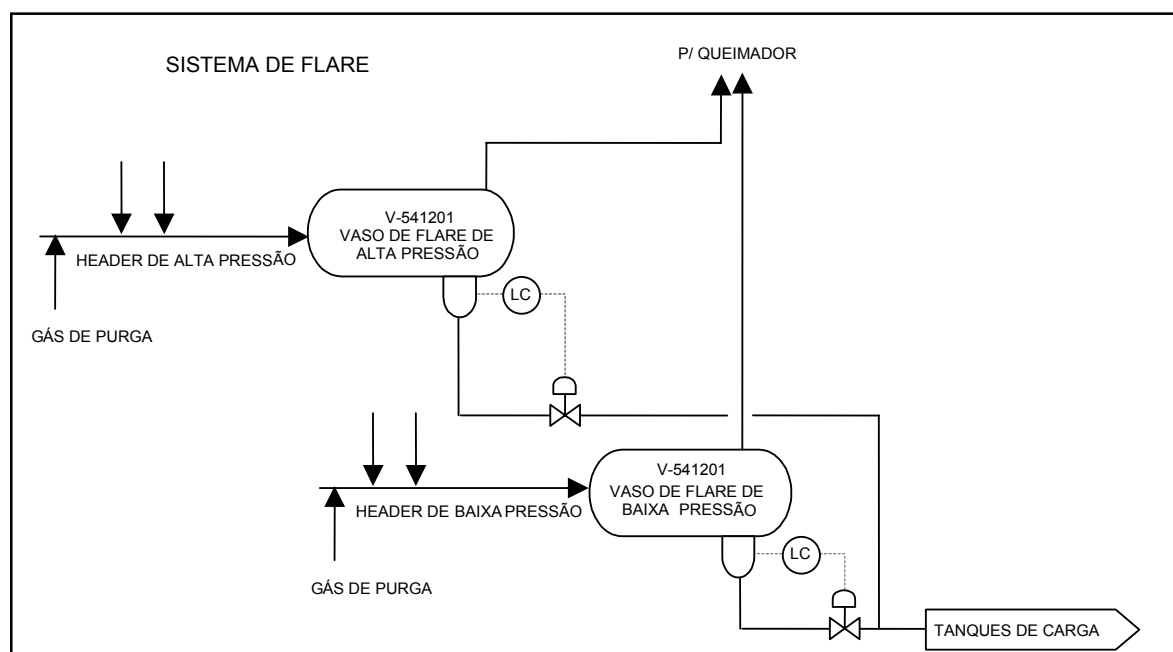 SISTEMA DE FLARE
P/ QUEIMADOR
V-541201
VASO DE FLARE DE
ALTA PRESSÃO
HEADER DE ALTA PRESSÃO
LC
GÁS DE PURGA
V-541201
VASO DE FLARE DE
BAIXA PRESSÃO
HEADER DE BAIXA PRESSÃO
LC
GÁS DE PURGA
TANQUES DE CARGA